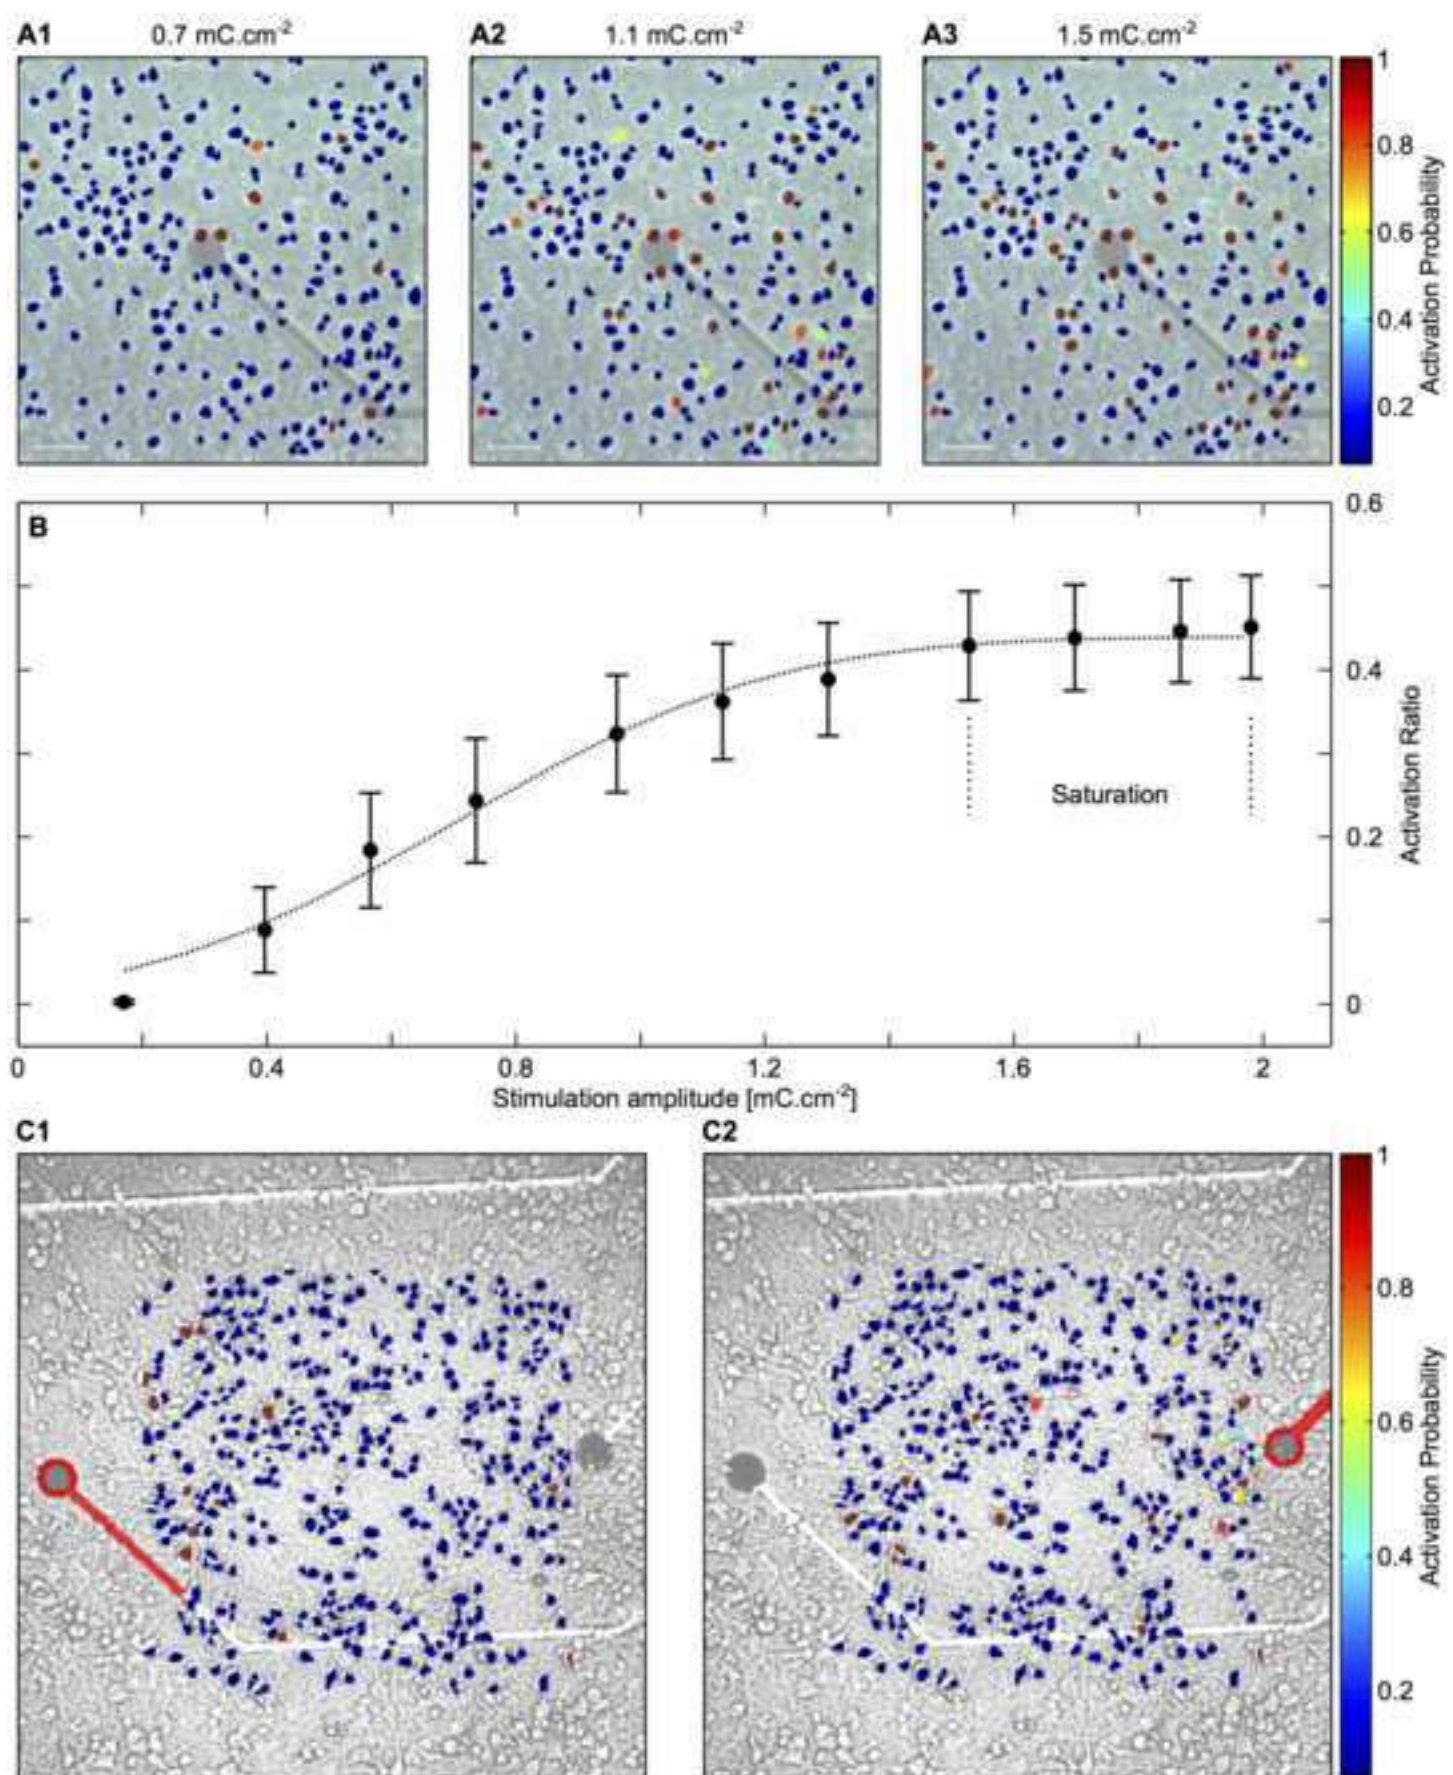 A1 0.7 mC.cm-2 A2 1.1 mC.cm-2 A3 1.5 mC.cm-2
1
0.8
0.6
0.4
0.2
Activation Probability
B
0.6
0.4
0.2
0
Activation Ratio
Saturation
0 0.4 0.8 1.2 1.6 2
Stimulation amplitude [mC.cm-2]
C1 C2
1
0.8
0.6
0.4
0.2
Activation Probability